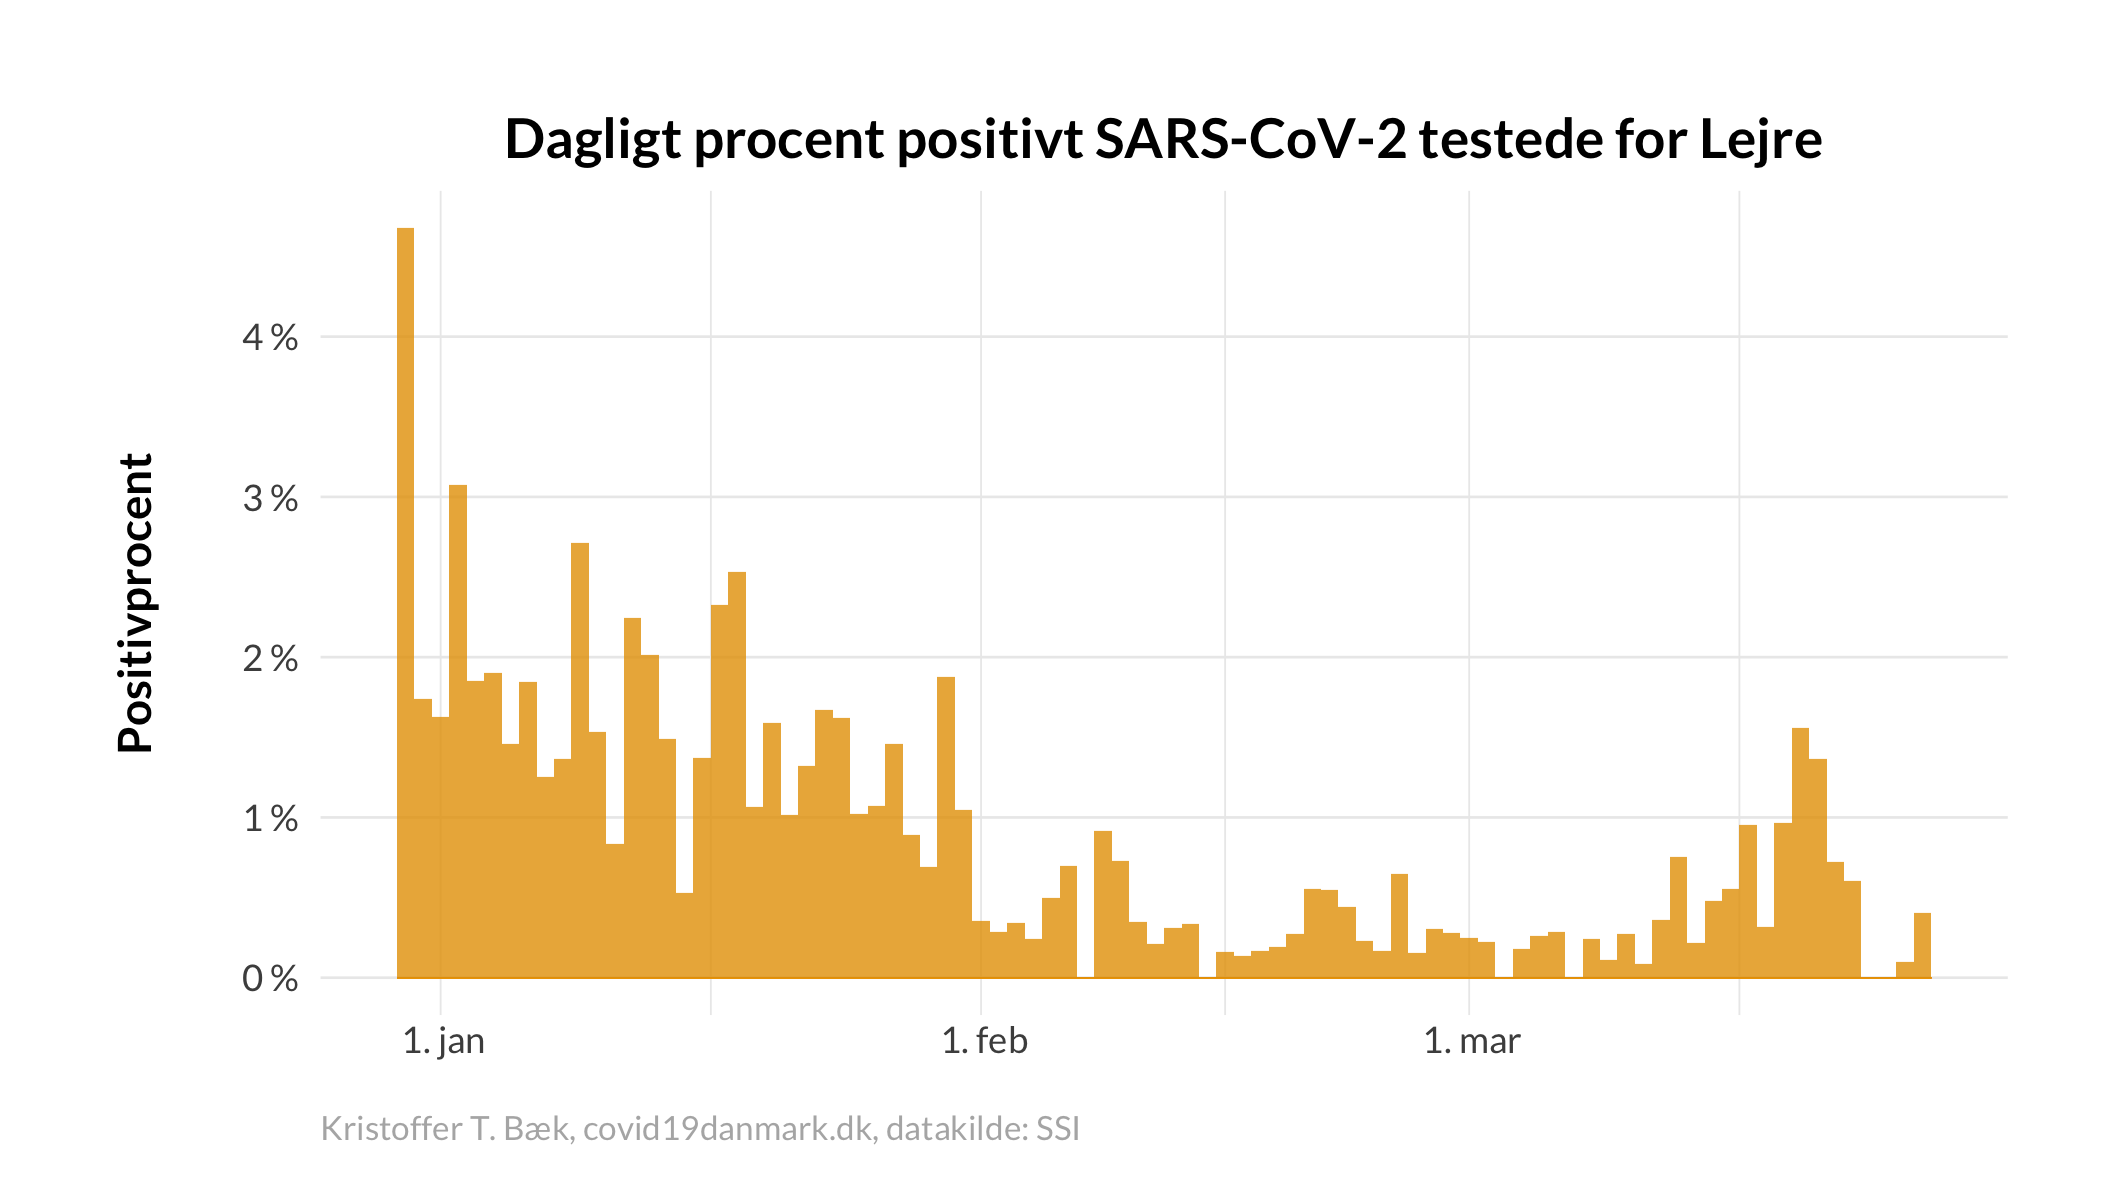 Dagligt procent positivt SARS-CoV-2 testede for Lejre
Positivprocent
4 %
3 %
2 %
1 %
0 %
1. jan
1. feb
1. mar
Kristoffer T. Bæk, covid19danmark.dk, datakilde: SSI